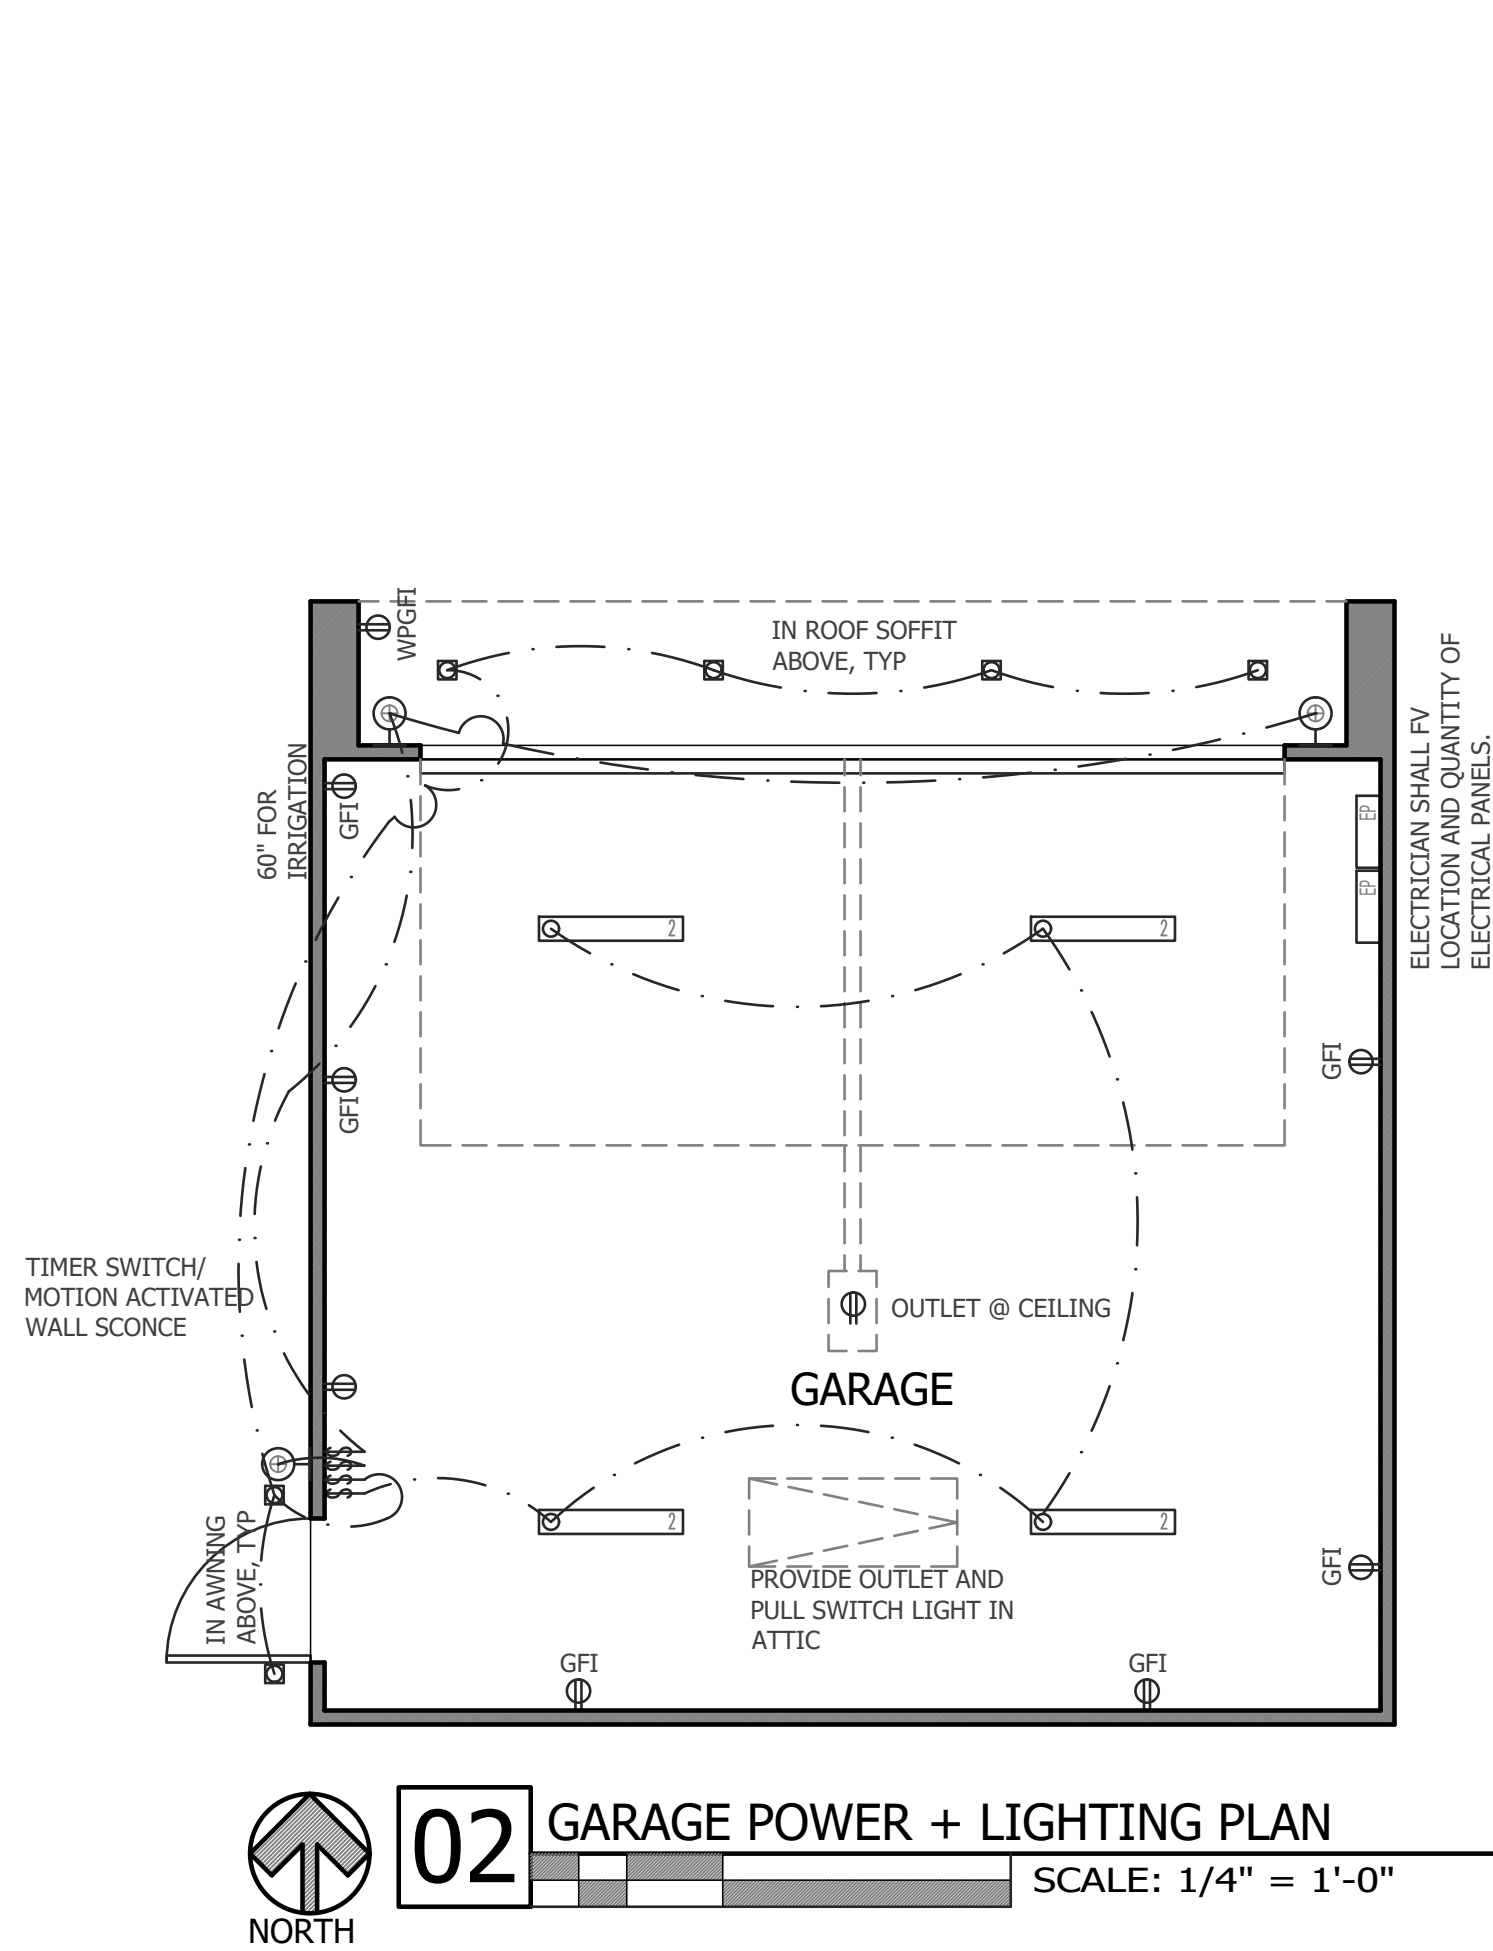 WPGFI
IN ROOF SOFFIT
ABOVE, TYP
60" FOR
IRRIGATION
GFI
EP
EP
ELECTRICIAN SHALL FV
LOCATION AND QUANTITY OF
ELECTRICAL PANELS.
2
2
GFI
GFI
TIMER SWITCH/
MOTION ACTIVATED
WALL SCONCE
OUTLET @ CEILING
GARAGE
$
$
$
$
2
2
IN AWNING
ABOVE, TYP
GFI
PROVIDE OUTLET AND
PULL SWITCH LIGHT IN
ATTIC
GFI
GFI
02
GARAGE POWER + LIGHTING PLAN
SCALE: 1/4" = 1'-0"
NORTH